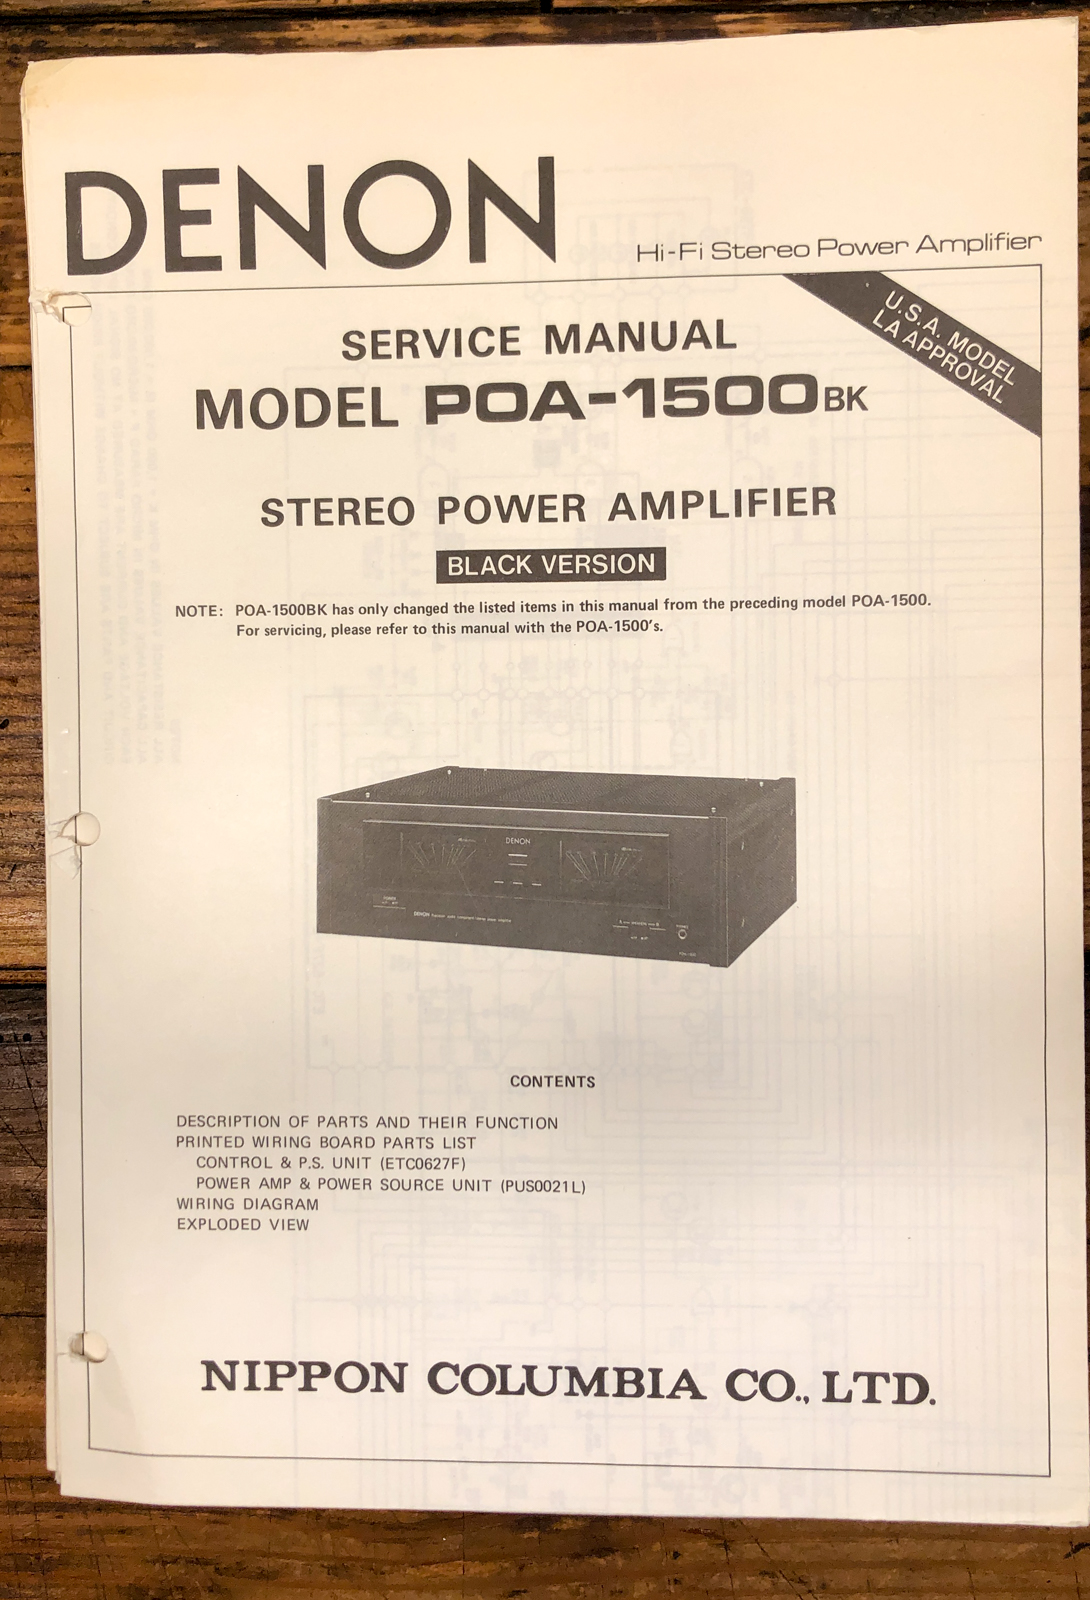 DENON
Hi-Fi Stereo Power Amplifier
U.S.A. MODEL
LA APPROVAL
SERVICE MANUAL
MODEL POA-1500BK
STEREO POWER AMPLIFIER
BLACK VERSION
NOTE: POA-1500BK has only changed the listed items in this manual from the preceding model POA-1500.
For servicing, please refer to this manual with the POA-1500's.
DENON
POWER
DENON
CONTENTS
DESCRIPTION OF PARTS AND THEIR FUNCTION
PRINTED WIRING BOARD PARTS LIST
CONTROL & P.S. UNIT (ETC0627F)
POWER AMP & POWER SOURCE UNIT (PUS0021L)
WIRING DIAGRAM
EXPLODED VIEW
NIPPON COLUMBIA CO., LTD.